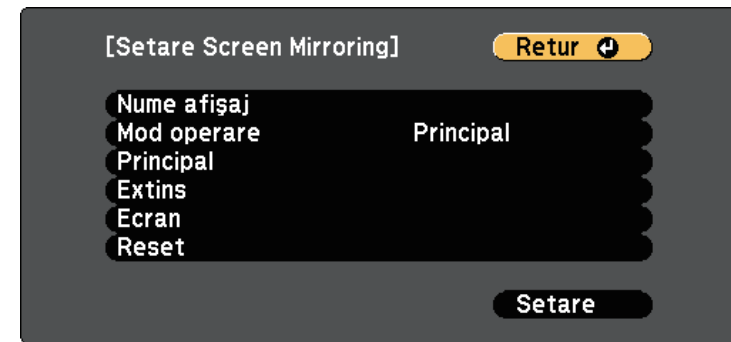 [Setare Screen Mirroring] Retur
Nume afişaj
Mod operare Principal
Principal
Extins
Ecran
Reset
Setare